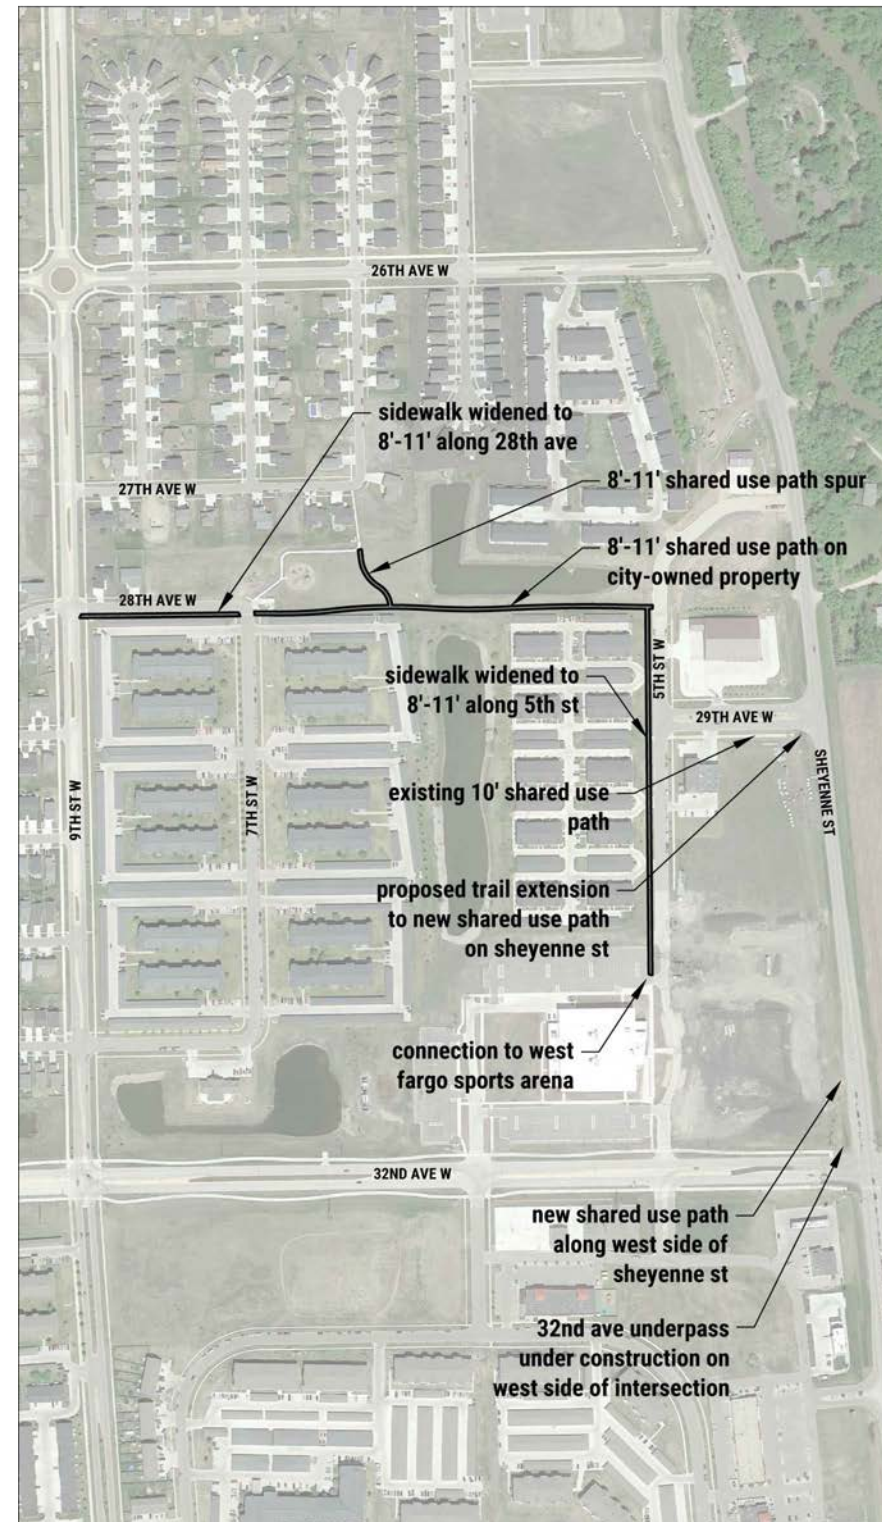 26TH AVE W
sidewalk widened to
8'-11' along 28th ave
27TH AVE W
8'-11' shared use path spur
8'-11' shared use path on
city-owned property
28TH AVE W
5TH ST W
sidewalk widened to
8'-11' along 5th st
29TH AVE W
SHEYENNE ST
9TH ST W
7TH ST W
existing 10' shared use
path
proposed trail extension
to new shared use path
on sheyenne st
connection to west
fargo sports arena
32ND AVE W
new shared use path
along west side of
sheyenne st
32nd ave underpass
under construction on
west side of intersection